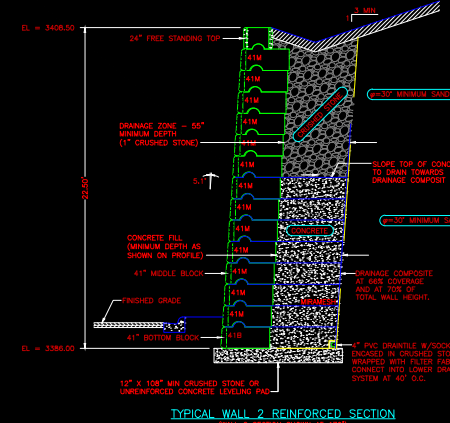 EL = 3408.50
3 MIN
1
24" FREE STANDING TOP
41M
41M
φ=30° MINIMUM SAND
41M
CRUSHED STONE
DRAINAGE ZONE - 55"
MINIMUM DEPTH
(1" CRUSHED STONE)
41M
41M
41M
SLOPE TOP OF CONC
TO DRAIN TOWARDS
DRAINAGE COMPOSIT
5.1°
41M
22.50'
41M
φ=30° MINIMUM S
41M
CONCRETE
CONCRETE FILL
(MINIMUM DEPTH AS
SHOWN ON PROFILE)
41M
41" MIDDLE BLOCK
41M
DRAINAGE COMPOSITE
AT 66% COVERAGE
AND AT 70% OF
TOTAL WALL HEIGHT.
41M
FINISHED GRADE
MIRAMESH
41M
41" BOTTOM BLOCK
41B
EL = 3386.00
4" PVC DRAINTILE W/SOCK
ENCASED IN CRUSHED STO
WRAPPED WITH FILTER FAB
CONNECT INTO LOWER DRA
SYSTEM AT 40' O.C.
12" X 108" MIN CRUSHED STONE OR
UNREINFORCED CONCRETE LEVELING PAD
TYPICAL WALL 2 REINFORCED SECTION